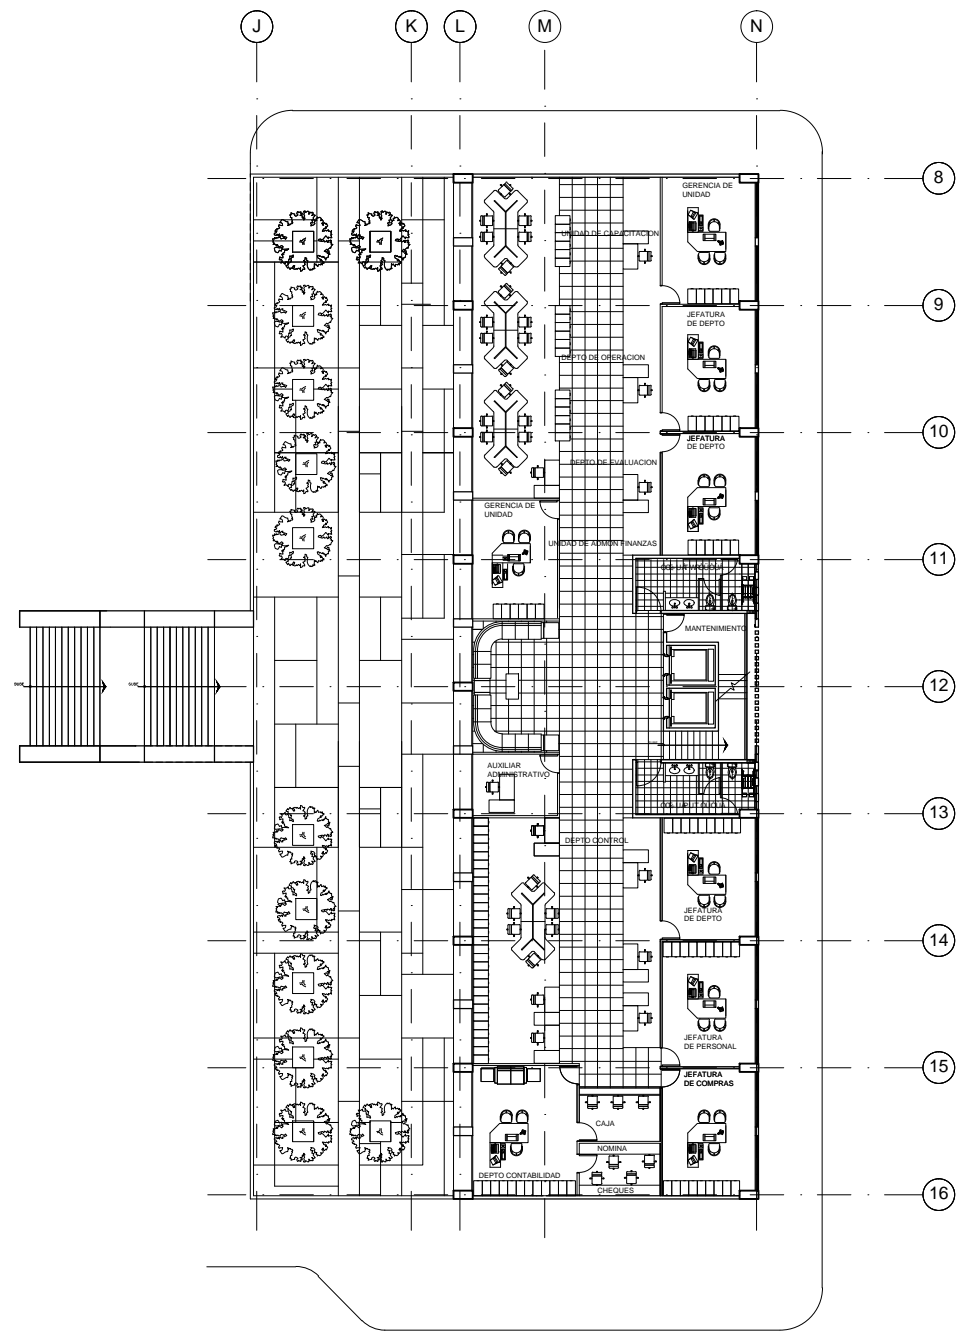 J
K
L
M
N
8
GERENCIA DE
UNIDAD
UNIDAD DE CAPACITACION
9
JEFATURA
DE DEPTO
DEPTO DE OPERACION
10
JEFATURA
DE DEPTO
DEPTO DE EVALUACION
GERENCIA DE
UNIDAD
UNIDAD DE ADMON FINANZAS
11
MANTENIMIENTO
12
AUXILIAR
ADMINISTRATIVO
13
DEPTO CONTROL
JEFATURA
DE DEPTO
14
JEFATURA
DE PERSONAL
15
JEFATURA
DE COMPRAS
CAJA
NOMINA
DEPTO CONTABILIDAD
CHEQUES
16